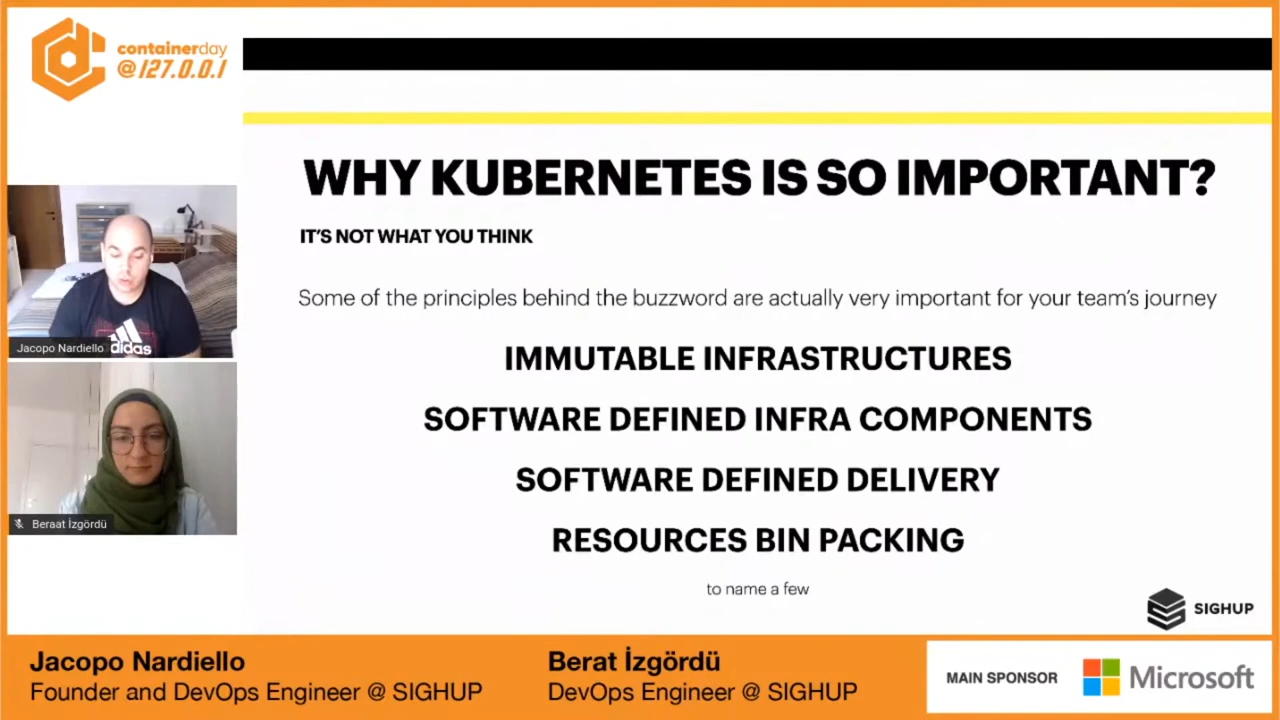 containerday
@127.0.0.1
WHY KUBERNETES IS SO IMPORTANT?
IT'S NOT WHAT YOU THINK
Some of the principles behind the buzzword are actually very important for your team's journey
IMMUTABLE INFRASTRUCTURES
SOFTWARE DEFINED INFRA COMPONENTS
SOFTWARE DEFINED DELIVERY
RESOURCES BIN PACKING
to name a few
SIGHUP
adidas
Jacopo Nardiello
Beraat İzgördü
Jacopo Nardiello
Founder and DevOps Engineer @ SIGHUP
Berat İzgördü
DevOps Engineer @ SIGHUP
MAIN SPONSOR
Microsoft